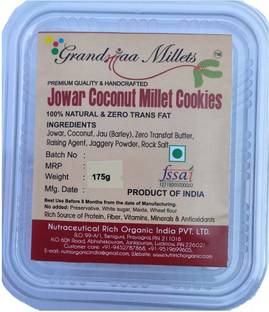 Grandmaa Millets
TM
PREMIUM QUALITY & HANDCRAFTED
Jowar Coconut Millet Cookies
100% NATURAL & ZERO TRANS FAT
INGREDIENTS
Jowar, Coconut, Jau (Barley), Zero Transfat Butter,
Raising Agent, Jaggery Powder, Rock Salt
Batch No :
MRP
Weight : 175g
Mfg. Date :
fssai
PRODUCT OF INDIA
Best Use Before 6 Months from the date of Manufacturing.
No added: Preservative, White sugar, Maida, Wheat flour
Rich Source of Protein, Fiber, Vitamins, Minerals & Antioxidants
Nutraceutical Rich Organic India PVT. LTD.